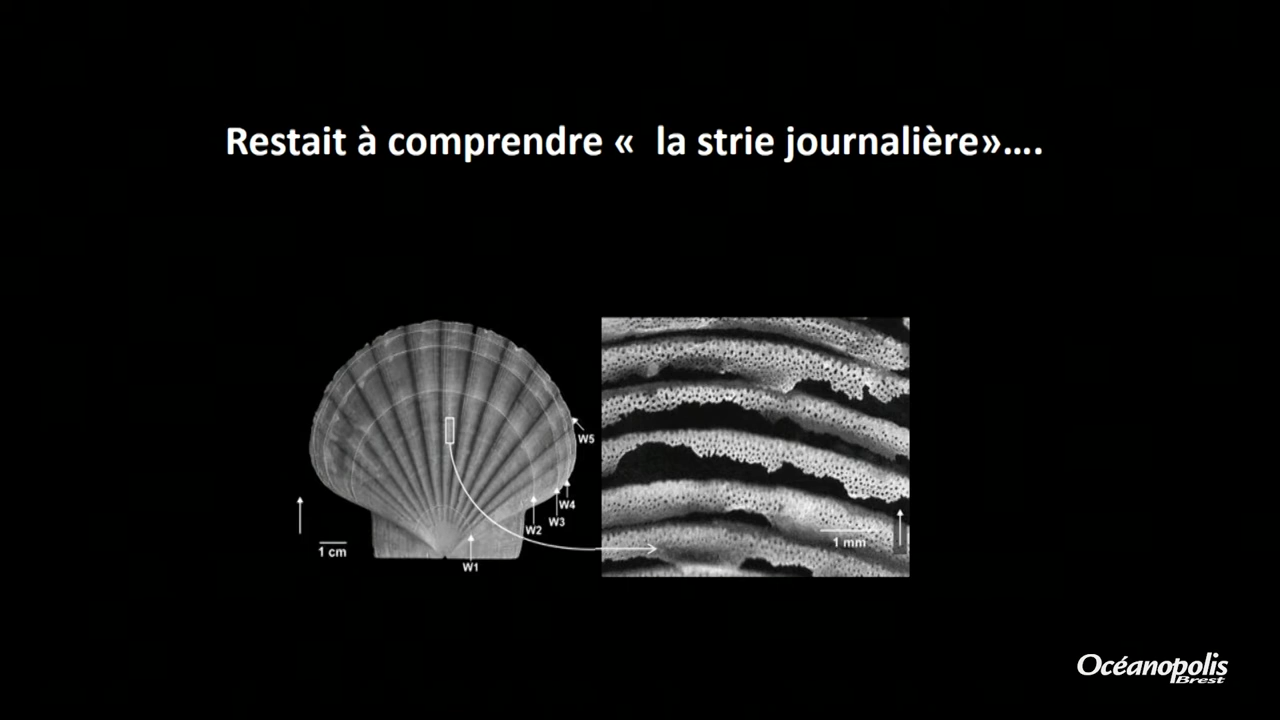 Restait à comprendre «  la strie journalière»....
W5
W4
W3
W2
1 cm
W1
1 mm
Océanopolis
Brest